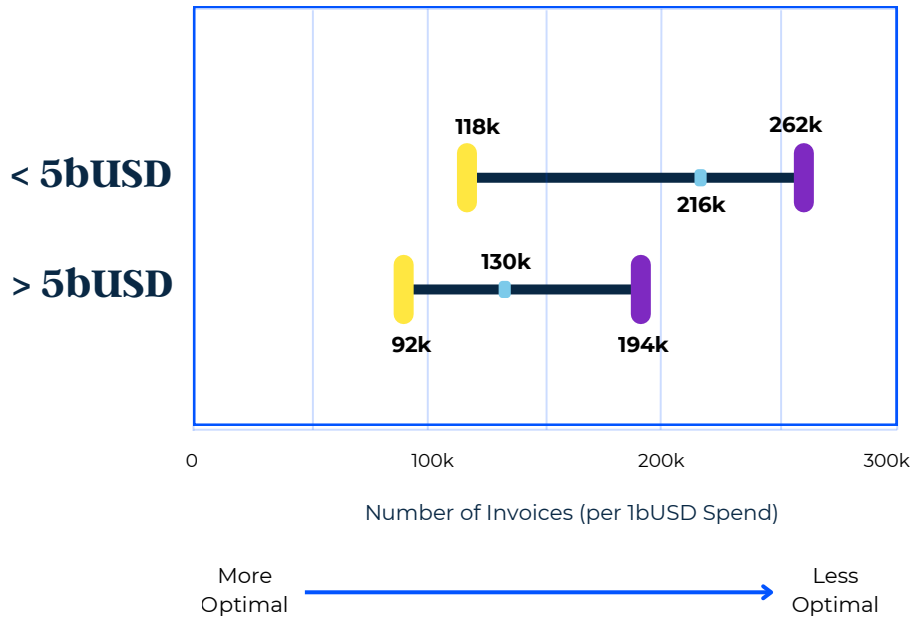 118k
262k
< 5bUSD
216k
130k
> 5bUSD
92k
194k
0
100k
200k
300k
Number of Invoices (per 1bUSD Spend)
More
Optimal
Less
Optimal